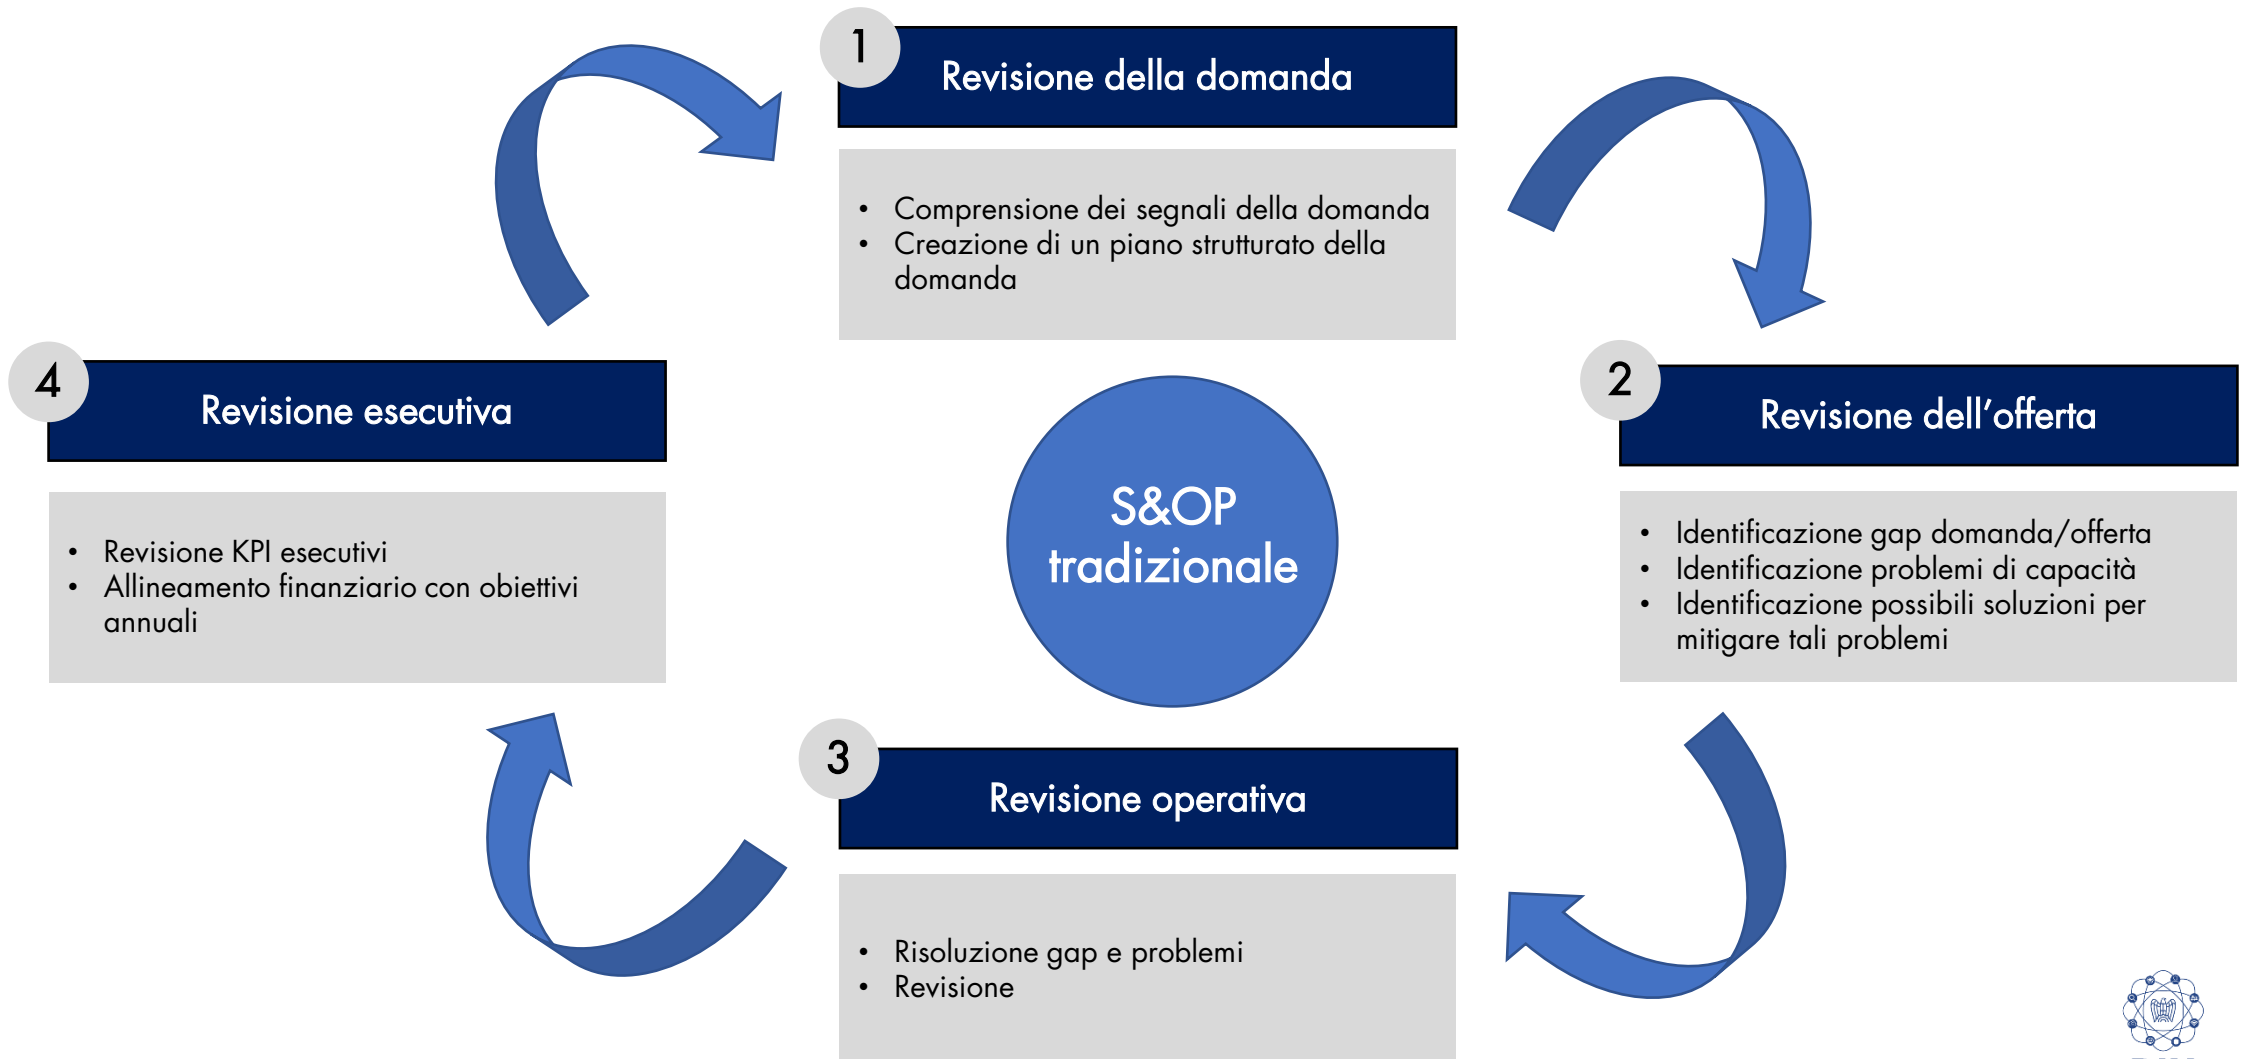 1
Revisione della domanda
• Comprensione dei segnali della domanda
• Creazione di un piano strutturato della
domanda
2
Revisione dell’offerta
• Identificazione gap domanda/offerta
• Identificazione problemi di capacità
• Identificazione possibili soluzioni per
mitigare tali problemi
3
Revisione operativa
• Risoluzione gap e problemi
• Revisione
4
Revisione esecutiva
• Revisione KPI esecutivi
• Allineamento finanziario con obiettivi
annuali
S&OP
tradizionale